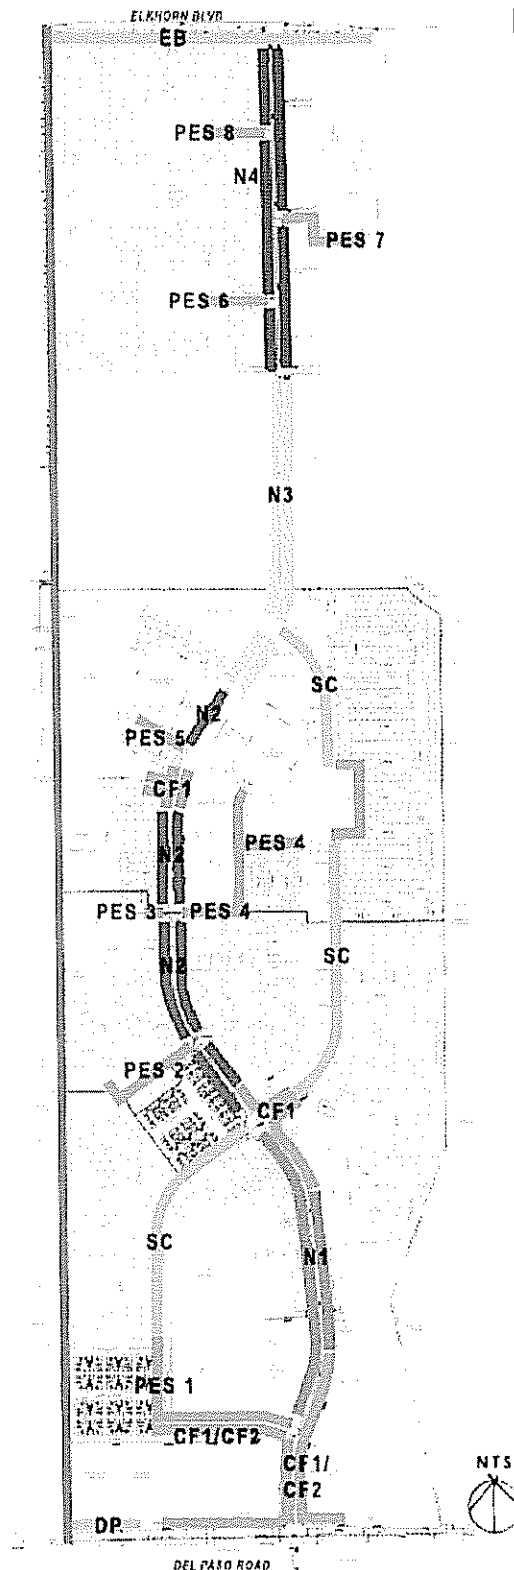 ELKHORN BLVD
EB
PES 8
N4
PES 7
PES 6
N3
SC
N2
PES 5
CF1
N2
PES 4
PES 3
PES 4
N2
SC
PES 2
CF1
SC
N1
PES 1
CF1/CF2
CF1/
CF2
NTS
DP
DEL PASO ROAD